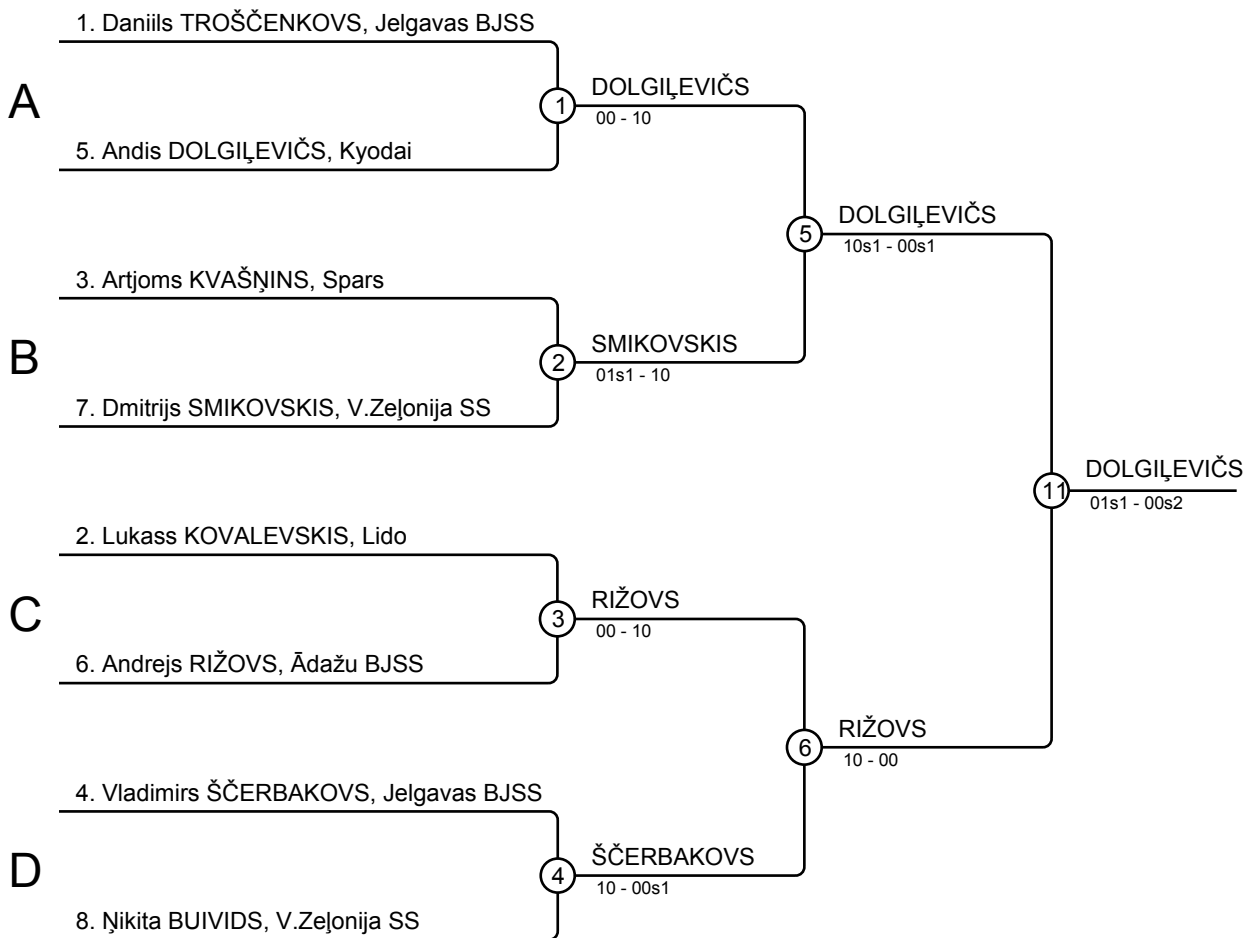 1. Daniils TROŠČENKOVS, Jelgavas BJSS
A
1
DOLGIĻEVIČS
00 - 10
5. Andis DOLGIĻEVIČS, Kyodai
5
DOLGIĻEVIČS
10s1 - 00s1
3. Artjoms KVAŠŅINS, Spars
B
2
SMIKOVSKIS
01s1 - 10
7. Dmitrijs SMIKOVSKIS, V.Zeļonija SS
11
DOLGIĻEVIČS
01s1 - 00s2
2. Lukass KOVALEVSKIS, Lido
C
3
RIŽOVS
00 - 10
6. Andrejs RIŽOVS, Ādažu BJSS
6
RIŽOVS
10 - 00
4. Vladimirs ŠČERBAKOVS, Jelgavas BJSS
D
4
ŠČERBAKOVS
10 - 00s1
8. Ņikita BUIVIDS, V.Zeļonija SS